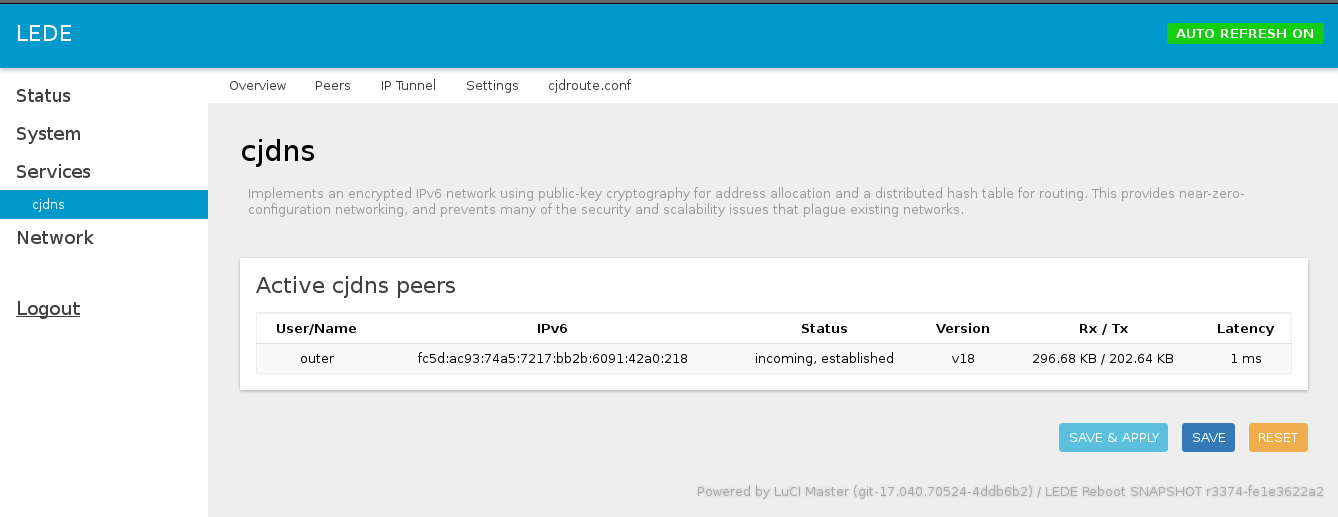 LEDE
AUTO REFRESH ON
Status
System
Services
cjdns
Network
Logout
Overview Peers IP Tunnel Settings cjdroute.conf
cjdns
Implements an encrypted IPv6 network using public-key cryptography for address allocation and a distributed hash table for routing. This provides near-zero-
configuration networking, and prevents many of the security and scalability issues that plague existing networks.
Active cjdns peers
User/Name IPv6 Status Version Rx / Tx Latency
outer fc5d:ac93:74a5:7217:bb2b:6091:42a0:218 incoming, established v18 296.68 KB / 202.64 KB 1 ms
SAVE & APPLY SAVE RESET
Powered by LuCI Master (git-17.040.70524-4ddb6b2) / LEDE Reboot SNAPSHOT r3374-fe1e3622a2